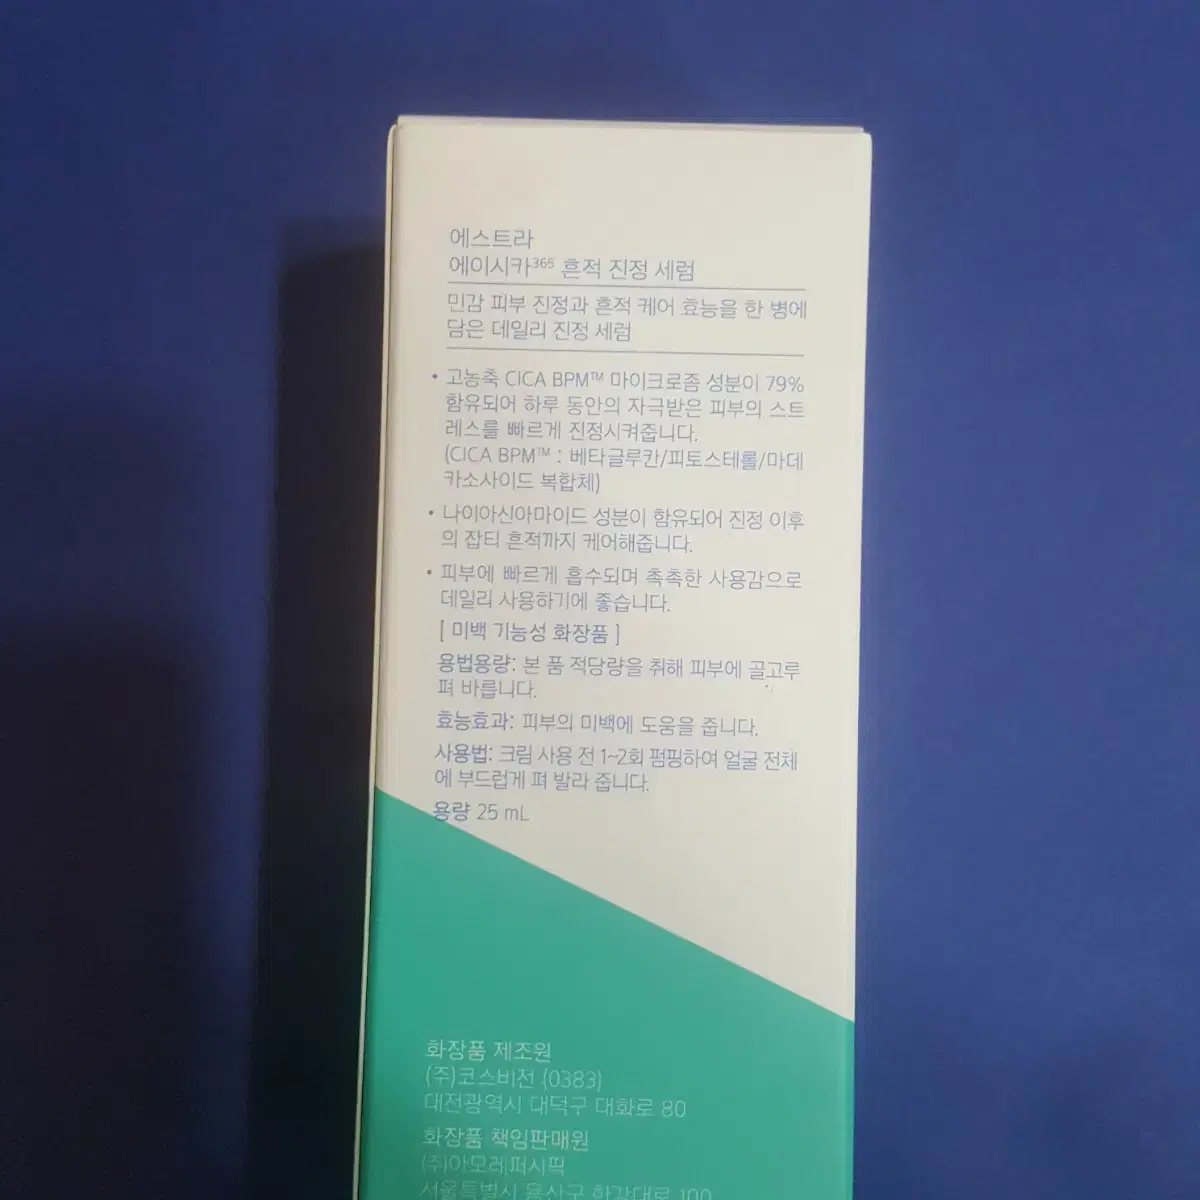 에스트라
에이시카³⁶⁵ 흔적 진정 세럼
민감 피부 진정과 흔적 케어 효능을 한 병에
담은 데일리 진정 세럼
• 고농축 CICA BPM™ 마이크로좀 성분이 79%
함유되어 하루 동안의 자극받은 피부의 스트
레스를 빠르게 진정시켜줍니다.
(CICA BPM™ : 베타글루칸/피토스테롤/마데
카소사이드 복합체)
• 나이아신아마이드 성분이 함유되어 진정 이후
의 잡티 흔적까지 케어해줍니다.
• 피부에 빠르게 흡수되며 촉촉한 사용감으로
데일리 사용하기에 좋습니다.
[ 미백 기능성 화장품 ]
용법용량: 본 품 적당량을 취해 피부에 골고루
펴 바릅니다.
효능효과: 피부의 미백에 도움을 줍니다.
사용법: 크림 사용 전 1~2회 펌핑하여 얼굴 전체
에 부드럽게 펴 발라 줍니다.
용량 25 mL
화장품 제조원
(주)코스비전 (0383)
대전광역시 대덕구 대화로 80
화장품 책임판매원
(주)아모레퍼시픽
서울특별시 용산구 한강대로 100